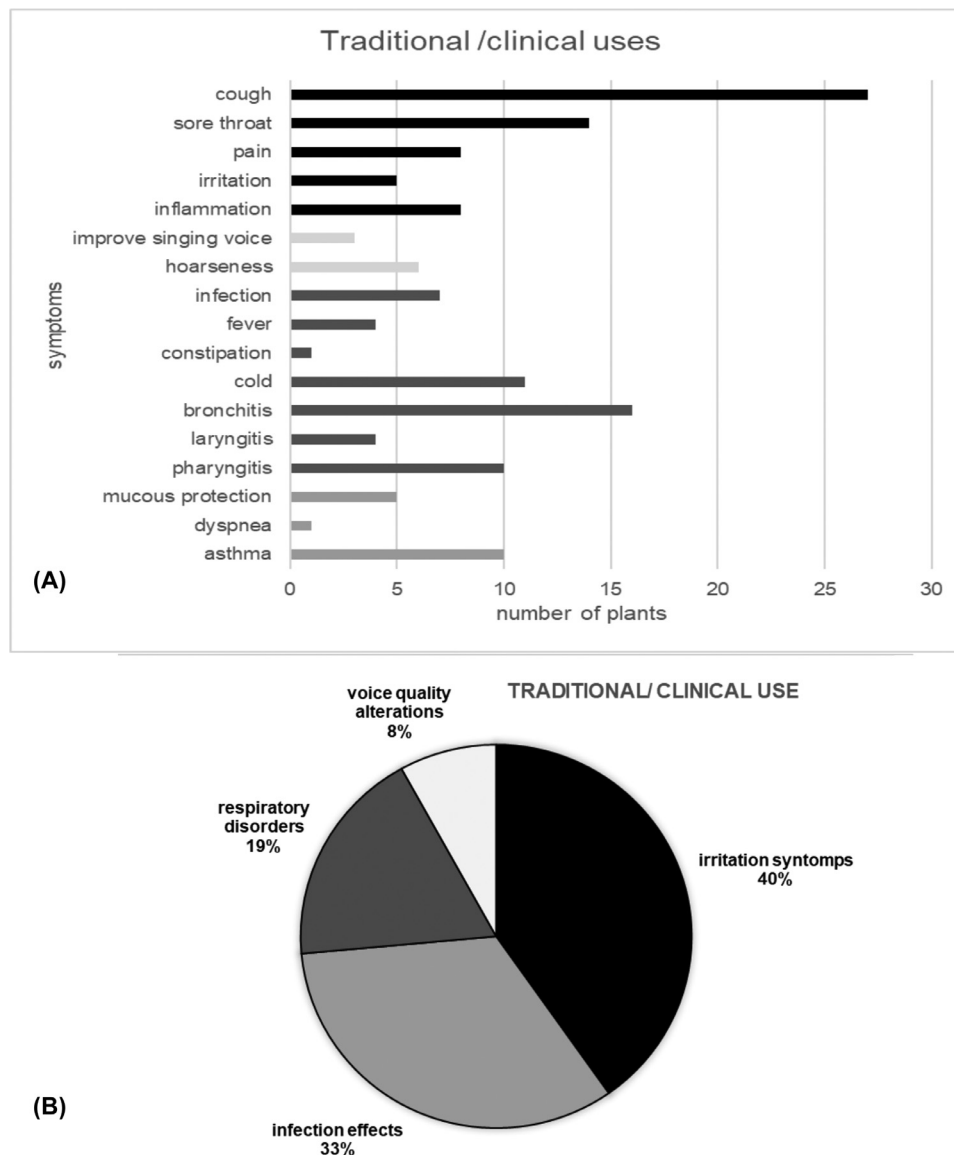 Traditional /clinical uses
cough
sore throat
pain
irritation
inflammation
improve singing voice
hoarseness
infection
fever
constipation
cold
bronchitis
laryngitis
pharyngitis
mucous protection
dyspnea
asthma
symptoms
0 5 10 15 20 25 30
number of plants
(A)
TRADITIONAL/ CLINICAL USE
voice quality
alterations
8%
respiratory
disorders
19%
irritation syntomps
40%
infection effects
33%
(B)